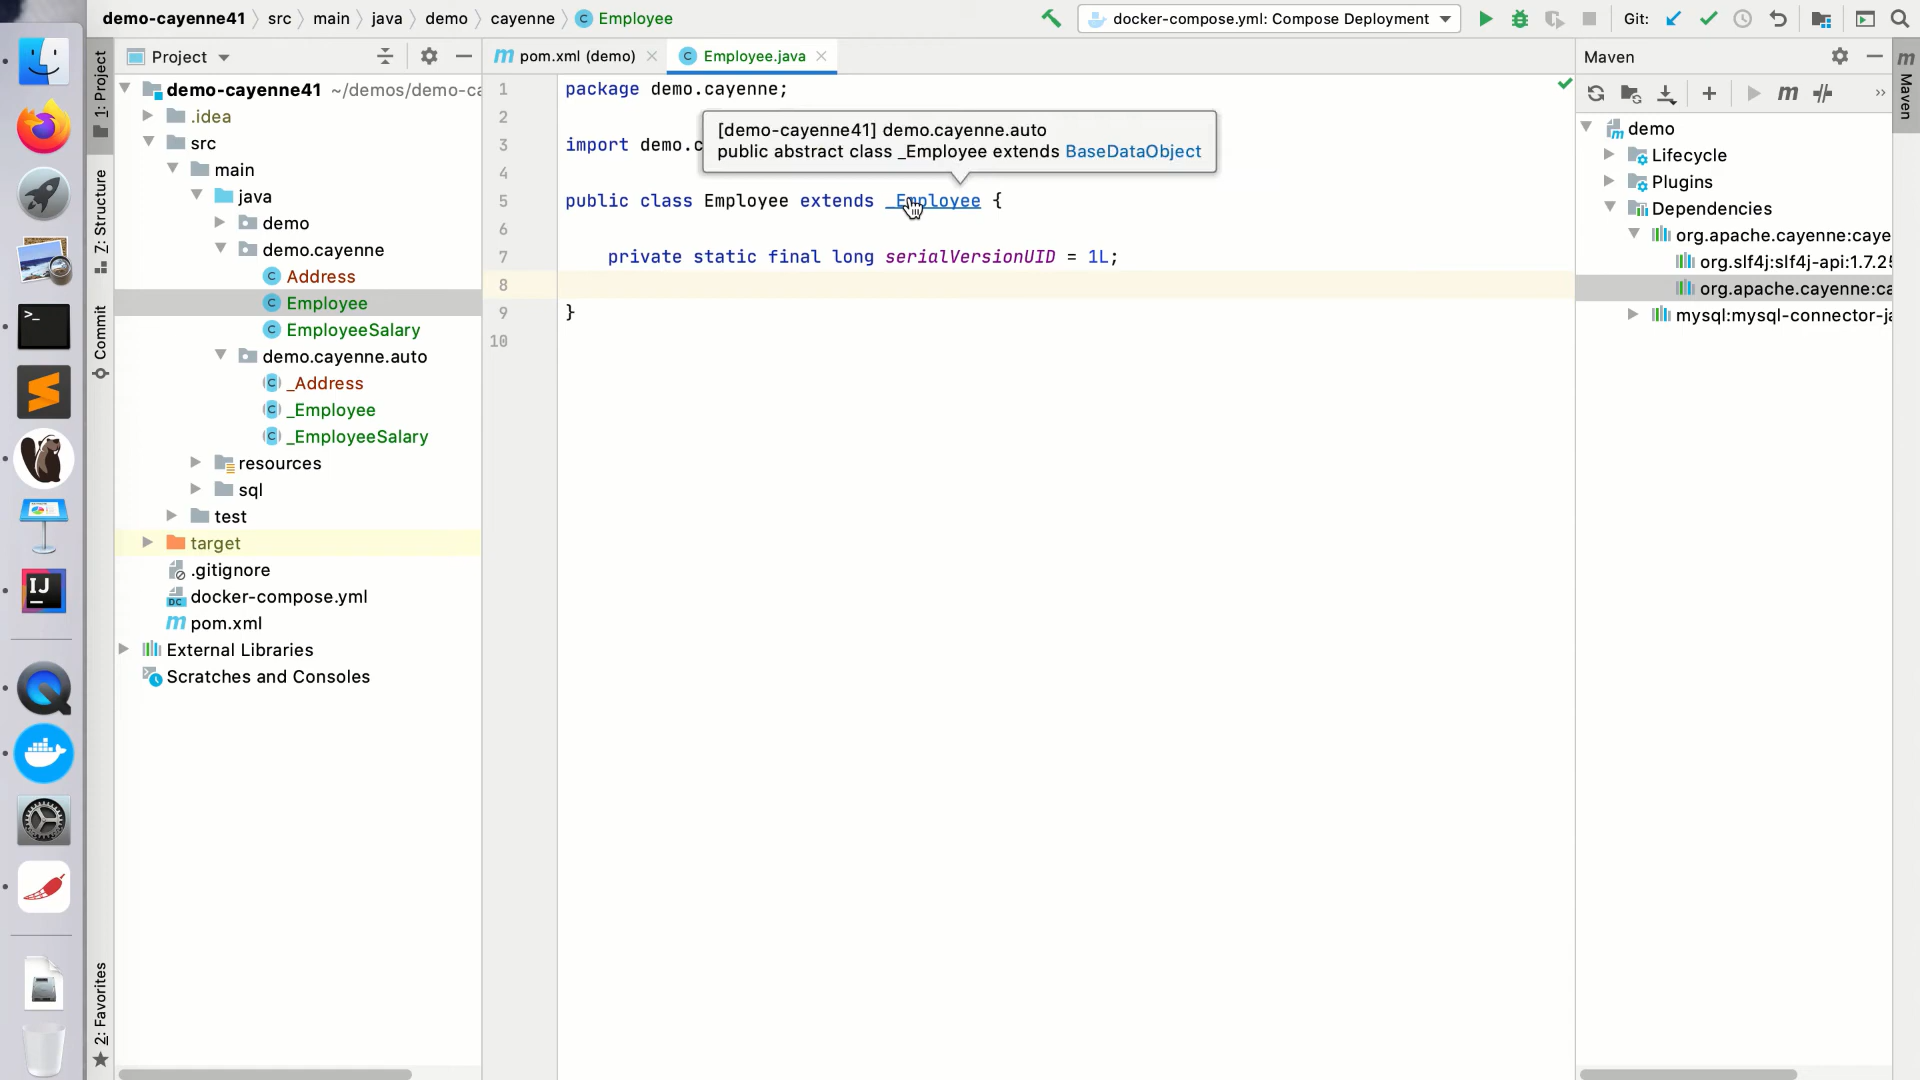 demo-cayenne41 src main java demo cayenne Employee
docker-compose.yml: Compose Deployment
Git:
1: Project
Project
pom.xml (demo)
Employee.java
Maven
Maven
demo-cayenne41 ~/demos/demo-ca
.idea
src
main
java
demo
demo.cayenne
Address
Employee
EmployeeSalary
demo.cayenne.auto
_Address
_Employee
_EmployeeSalary
resources
sql
test
target
.gitignore
docker-compose.yml
pom.xml
External Libraries
Scratches and Consoles
7: Structure
Commit
2: Favorites
1 package demo.cayenne;
2
3 import demo.c
4
5 public class Employee extends _Employee {
6
7 private static final long serialVersionUID = 1L;
8
9 }
10
[demo-cayenne41] demo.cayenne.auto
public abstract class _Employee extends BaseDataObject
demo
Lifecycle
Plugins
Dependencies
org.apache.cayenne:caye
org.slf4j:slf4j-api:1.7.25
org.apache.cayenne:ca
mysql:mysql-connector-ja
IJ